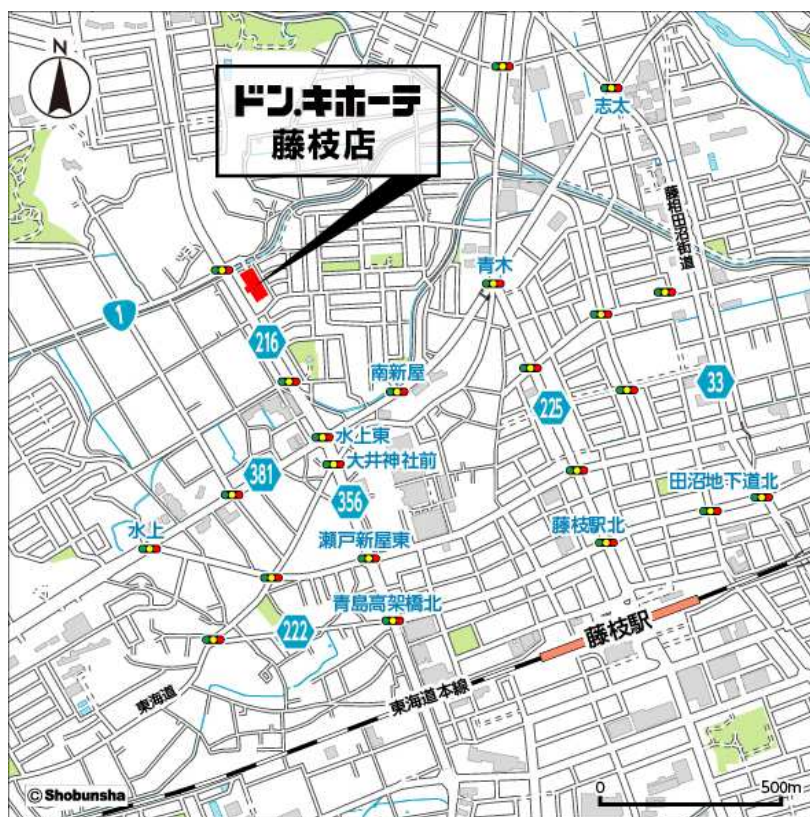 N
ドン.キホーテ
藤枝店
志太
藤相田沼街道
青木
1
216
南新屋
33
225
水上東
大井神社前
381
356
田沼地下道北
水上
瀬戸新屋東
藤枝駅北
青島高架橋北
222
藤枝駅
東海道
東海道本線
© Shobunsha
0
500m